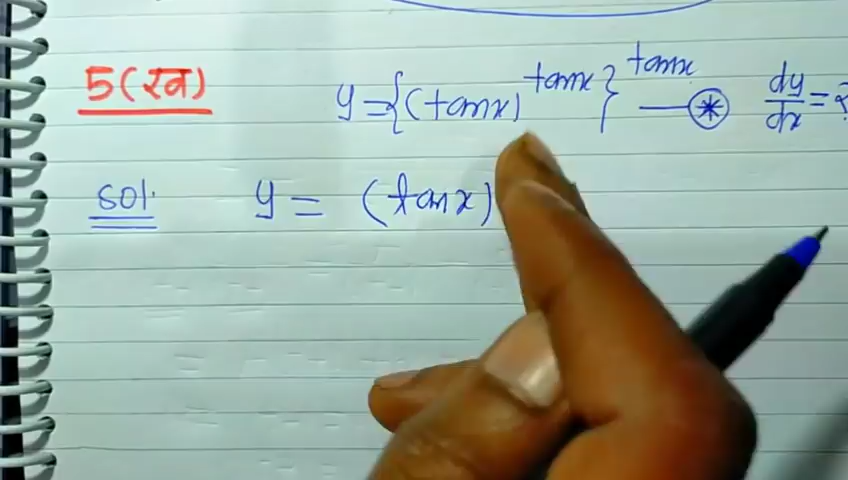 5(ख) y = {(tanx)^tanx}^tanx —⊛ dy/dx = ?
sol. y = (tanx)